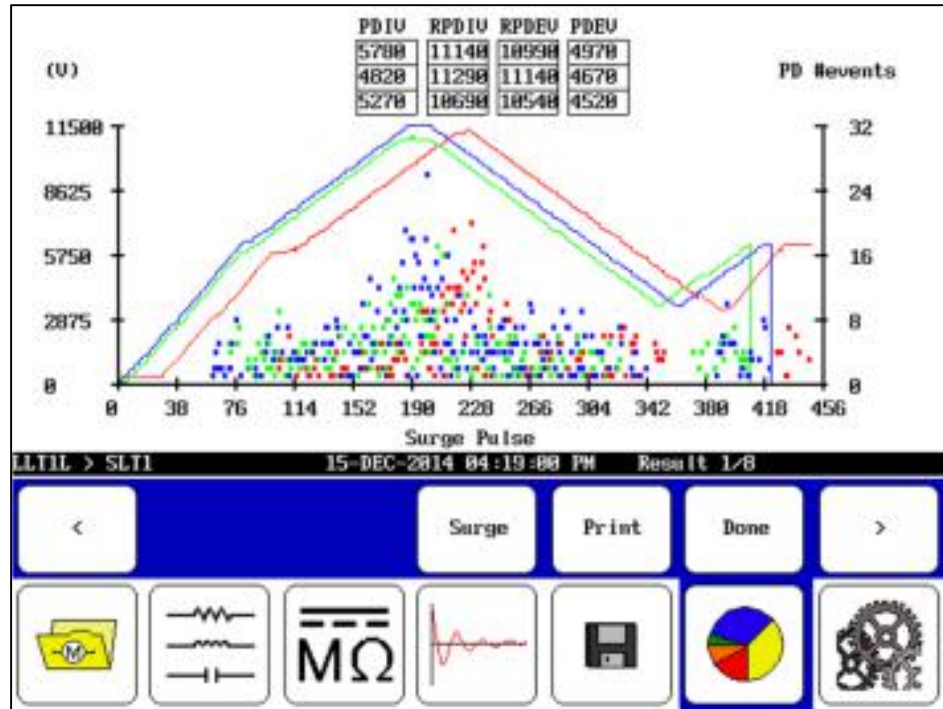 PDIV RPDIV RPDEV PDEV
5780 11140 10990 4970
4820 11290 11140 4670
5270 10690 10540 4520
(V)
PD #events
11500
8625
5750
2875
0
32
24
16
8
0
0 38 76 114 152 190 228 266 304 342 380 418 456
Surge Pulse
LLT1L > SLT1 15-DEC-2014 04:19:00 PM Result 1/8
< Surge Print Done >
M
MΩ